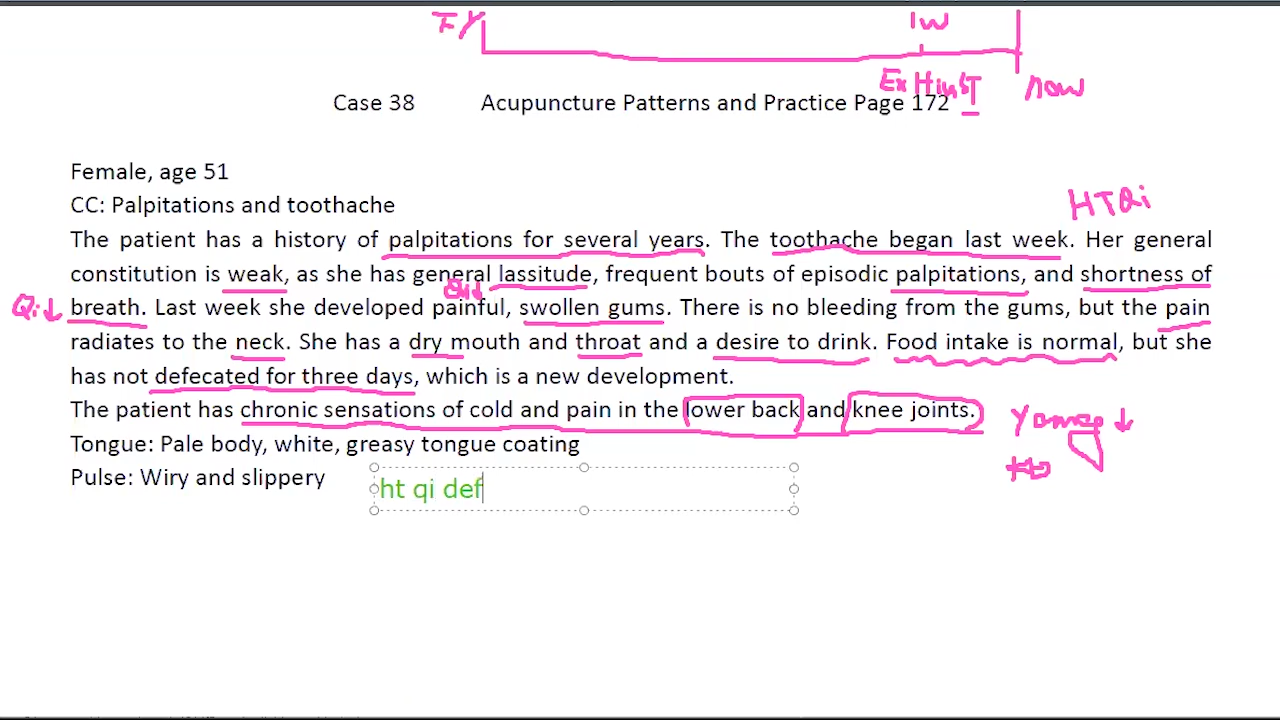 1w
Ex Hin ST now
Case 38 Acupuncture Patterns and Practice Page 172
Female, age 51
CC: Palpitations and toothache
HTQi
The patient has a history of palpitations for several years. The toothache began last week. Her general
constitution is weak, as she has general lassitude, frequent bouts of episodic palpitations, and shortness of
Qi↓ breath. Last week she developed painful, swollen gums. There is no bleeding from the gums, but the pain
radiates to the neck. She has a dry mouth and throat and a desire to drink. Food intake is normal, but she
has not defecated for three days, which is a new development.
The patient has chronic sensations of cold and pain in the lower back and knee joints.
Yang ↓
Tongue: Pale body, white, greasy tongue coating
Pulse: Wiry and slippery
ht qi def